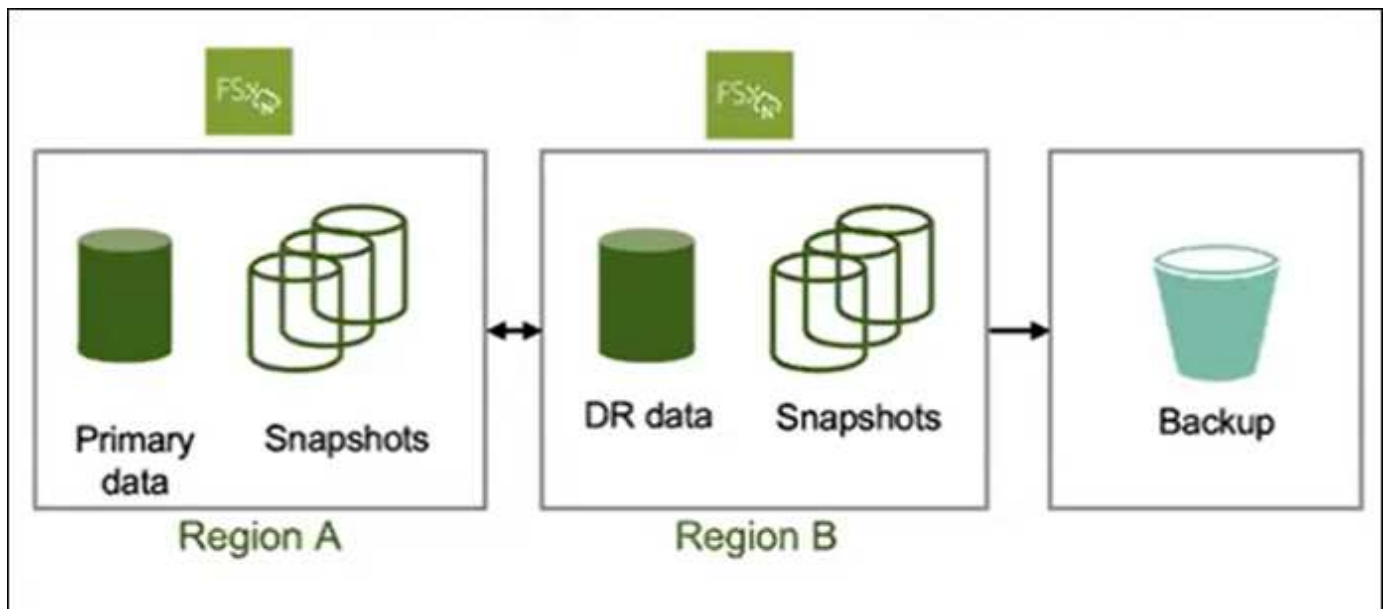 FSx
N
FSx
N
Primary
data
Snapshots
DR data
Snapshots
Backup
Region A
Region B